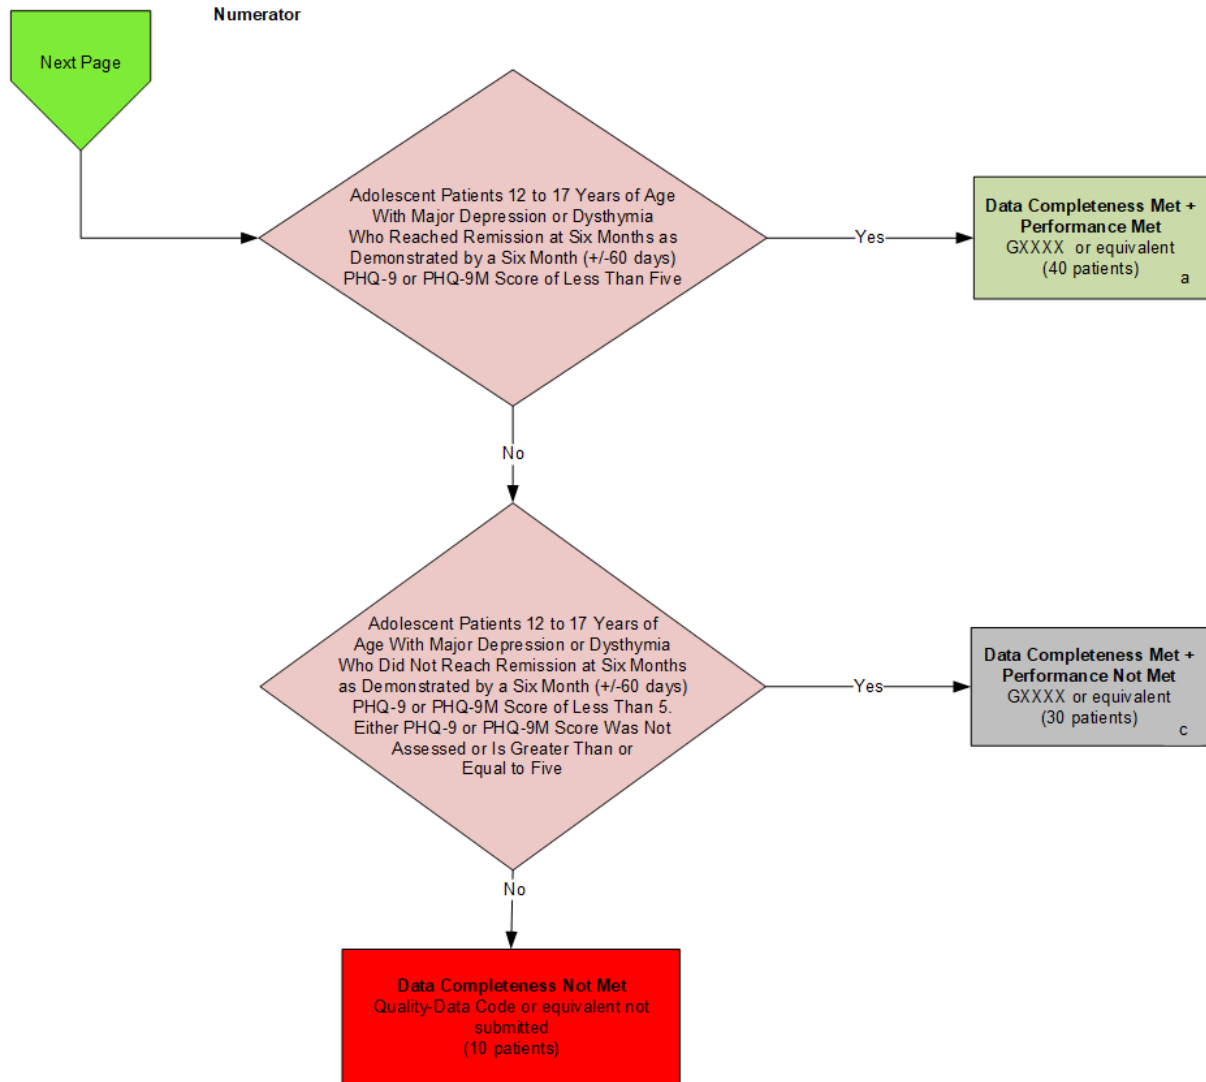 Numerator
Next Page
Adolescent Patients 12 to 17 Years of Age
With Major Depression or Dysthymia
Who Reached Remission at Six Months as
Demonstrated by a Six Month (+/-60 days)
PHQ-9 or PHQ-9M Score of Less Than Five
Yes
Data Completeness Met +
Performance Met
GXXXX or equivalent
(40 patients)
a
No
Adolescent Patients 12 to 17 Years of
Age With Major Depression or Dysthymia
Who Did Not Reach Remission at Six Months
as Demonstrated by a Six Month (+/-60 days)
PHQ-9 or PHQ-9M Score of Less Than 5.
Either PHQ-9 or PHQ-9M Score Was Not
Assessed or Is Greater Than or
Equal to Five
Yes
Data Completeness Met +
Performance Not Met
GXXXX or equivalent
(30 patients)
c
No
Data Completeness Not Met
Quality-Data Code or equivalent not
submitted
(10 patients)